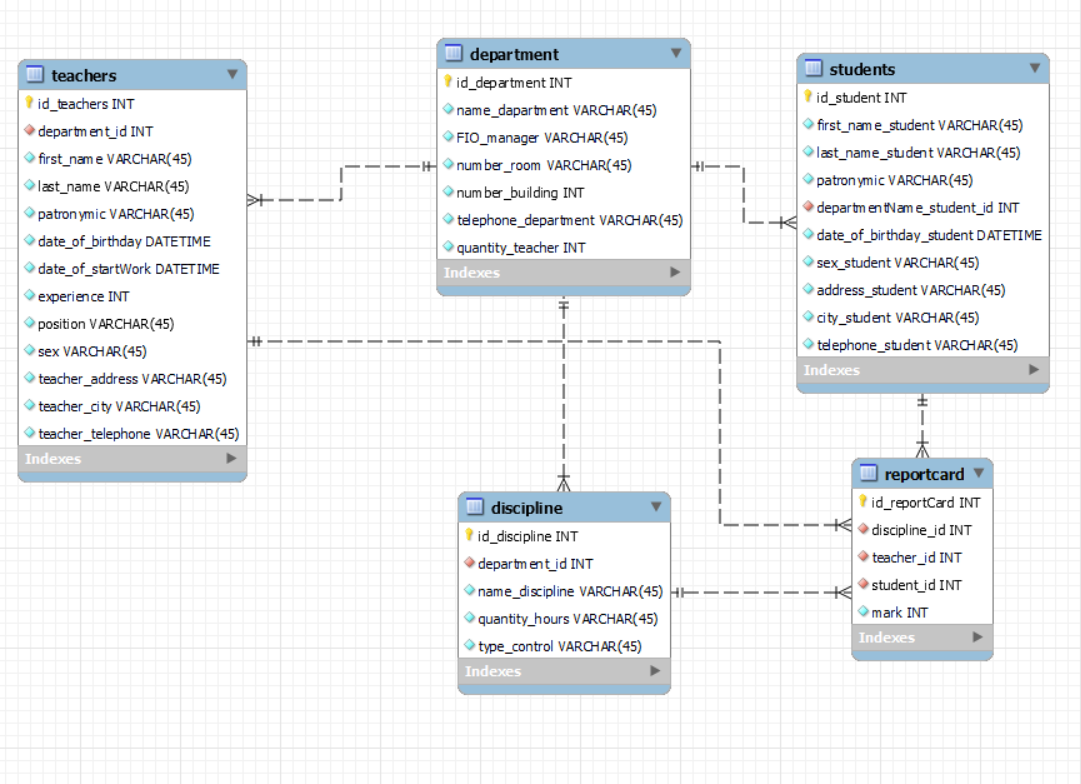 teachers
id_teachers INT
department_id INT
first_name VARCHAR(45)
last_name VARCHAR(45)
patronymic VARCHAR(45)
date_of_birthday DATETIME
date_of_startWork DATETIME
experience INT
position VARCHAR(45)
sex VARCHAR(45)
teacher_address VARCHAR(45)
teacher_city VARCHAR(45)
teacher_telephone VARCHAR(45)
Indexes
department
id_department INT
name_dapartment VARCHAR(45)
FIO_manager VARCHAR(45)
number_room VARCHAR(45)
number_building INT
telephone_department VARCHAR(45)
quantity_teacher INT
Indexes
students
id_student INT
first_name_student VARCHAR(45)
last_name_student VARCHAR(45)
patronymic VARCHAR(45)
departmentName_student_id INT
date_of_birthday_student DATETIME
sex_student VARCHAR(45)
address_student VARCHAR(45)
city_student VARCHAR(45)
telephone_student VARCHAR(45)
Indexes
discipline
id_discipline INT
department_id INT
name_discipline VARCHAR(45)
quantity_hours VARCHAR(45)
type_control VARCHAR(45)
Indexes
reportcard
id_reportCard INT
discipline_id INT
teacher_id INT
student_id INT
mark INT
Indexes